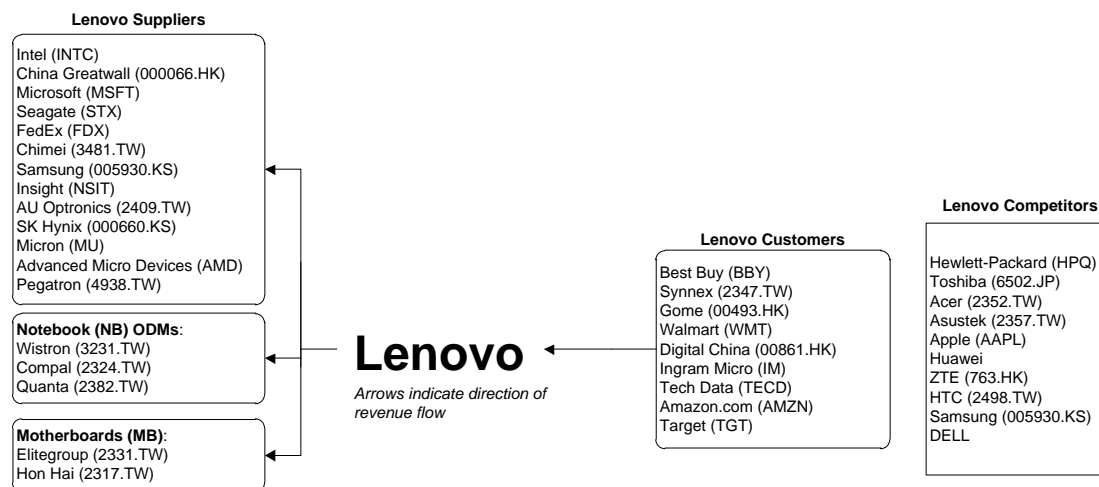 Lenovo Suppliers
Intel (INTC)
China Greatwall (000066.HK)
Microsoft (MSFT)
Seagate (STX)
FedEx (FDX)
Chimei (3481.TW)
Samsung (005930.KS)
Insight (NSIT)
AU Optronics (2409.TW)
SK Hynix (000660.KS)
Micron (MU)
Advanced Micro Devices (AMD)
Pegatron (4938.TW)
Notebook (NB) ODMs:
Wistron (3231.TW)
Compal (2324.TW)
Quanta (2382.TW)
Motherboards (MB):
Elitegroup (2331.TW)
Hon Hai (2317.TW)
Lenovo
Arrows indicate direction of
revenue flow
Lenovo Customers
Best Buy (BBY)
Synnex (2347.TW)
Gome (00493.HK)
Walmart (WMT)
Digital China (00861.HK)
Ingram Micro (IM)
Tech Data (TECD)
Amazon.com (AMZN)
Target (TGT)
Lenovo Competitors
Hewlett-Packard (HPQ)
Toshiba (6502.JP)
Acer (2352.TW)
Asustek (2357.TW)
Apple (AAPL)
Huawei
ZTE (763.HK)
HTC (2498.TW)
Samsung (005930.KS)
DELL